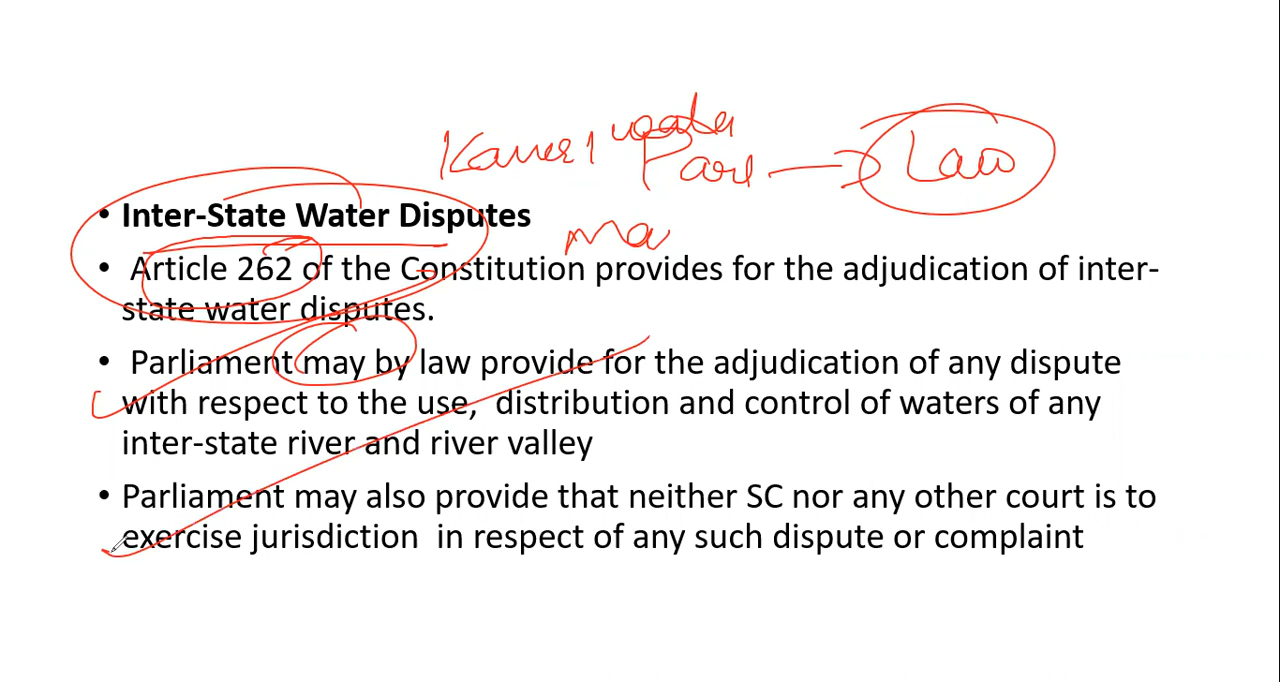 Kaveri water
Parl → Law
• Inter-State Water Disputes
Ma
• Article 262 of the Constitution provides for the adjudication of inter-
state water disputes.
• Parliament may by law provide for the adjudication of any dispute
with respect to the use, distribution and control of waters of any
inter-state river and river valley
• Parliament may also provide that neither SC nor any other court is to
exercise jurisdiction in respect of any such dispute or complaint